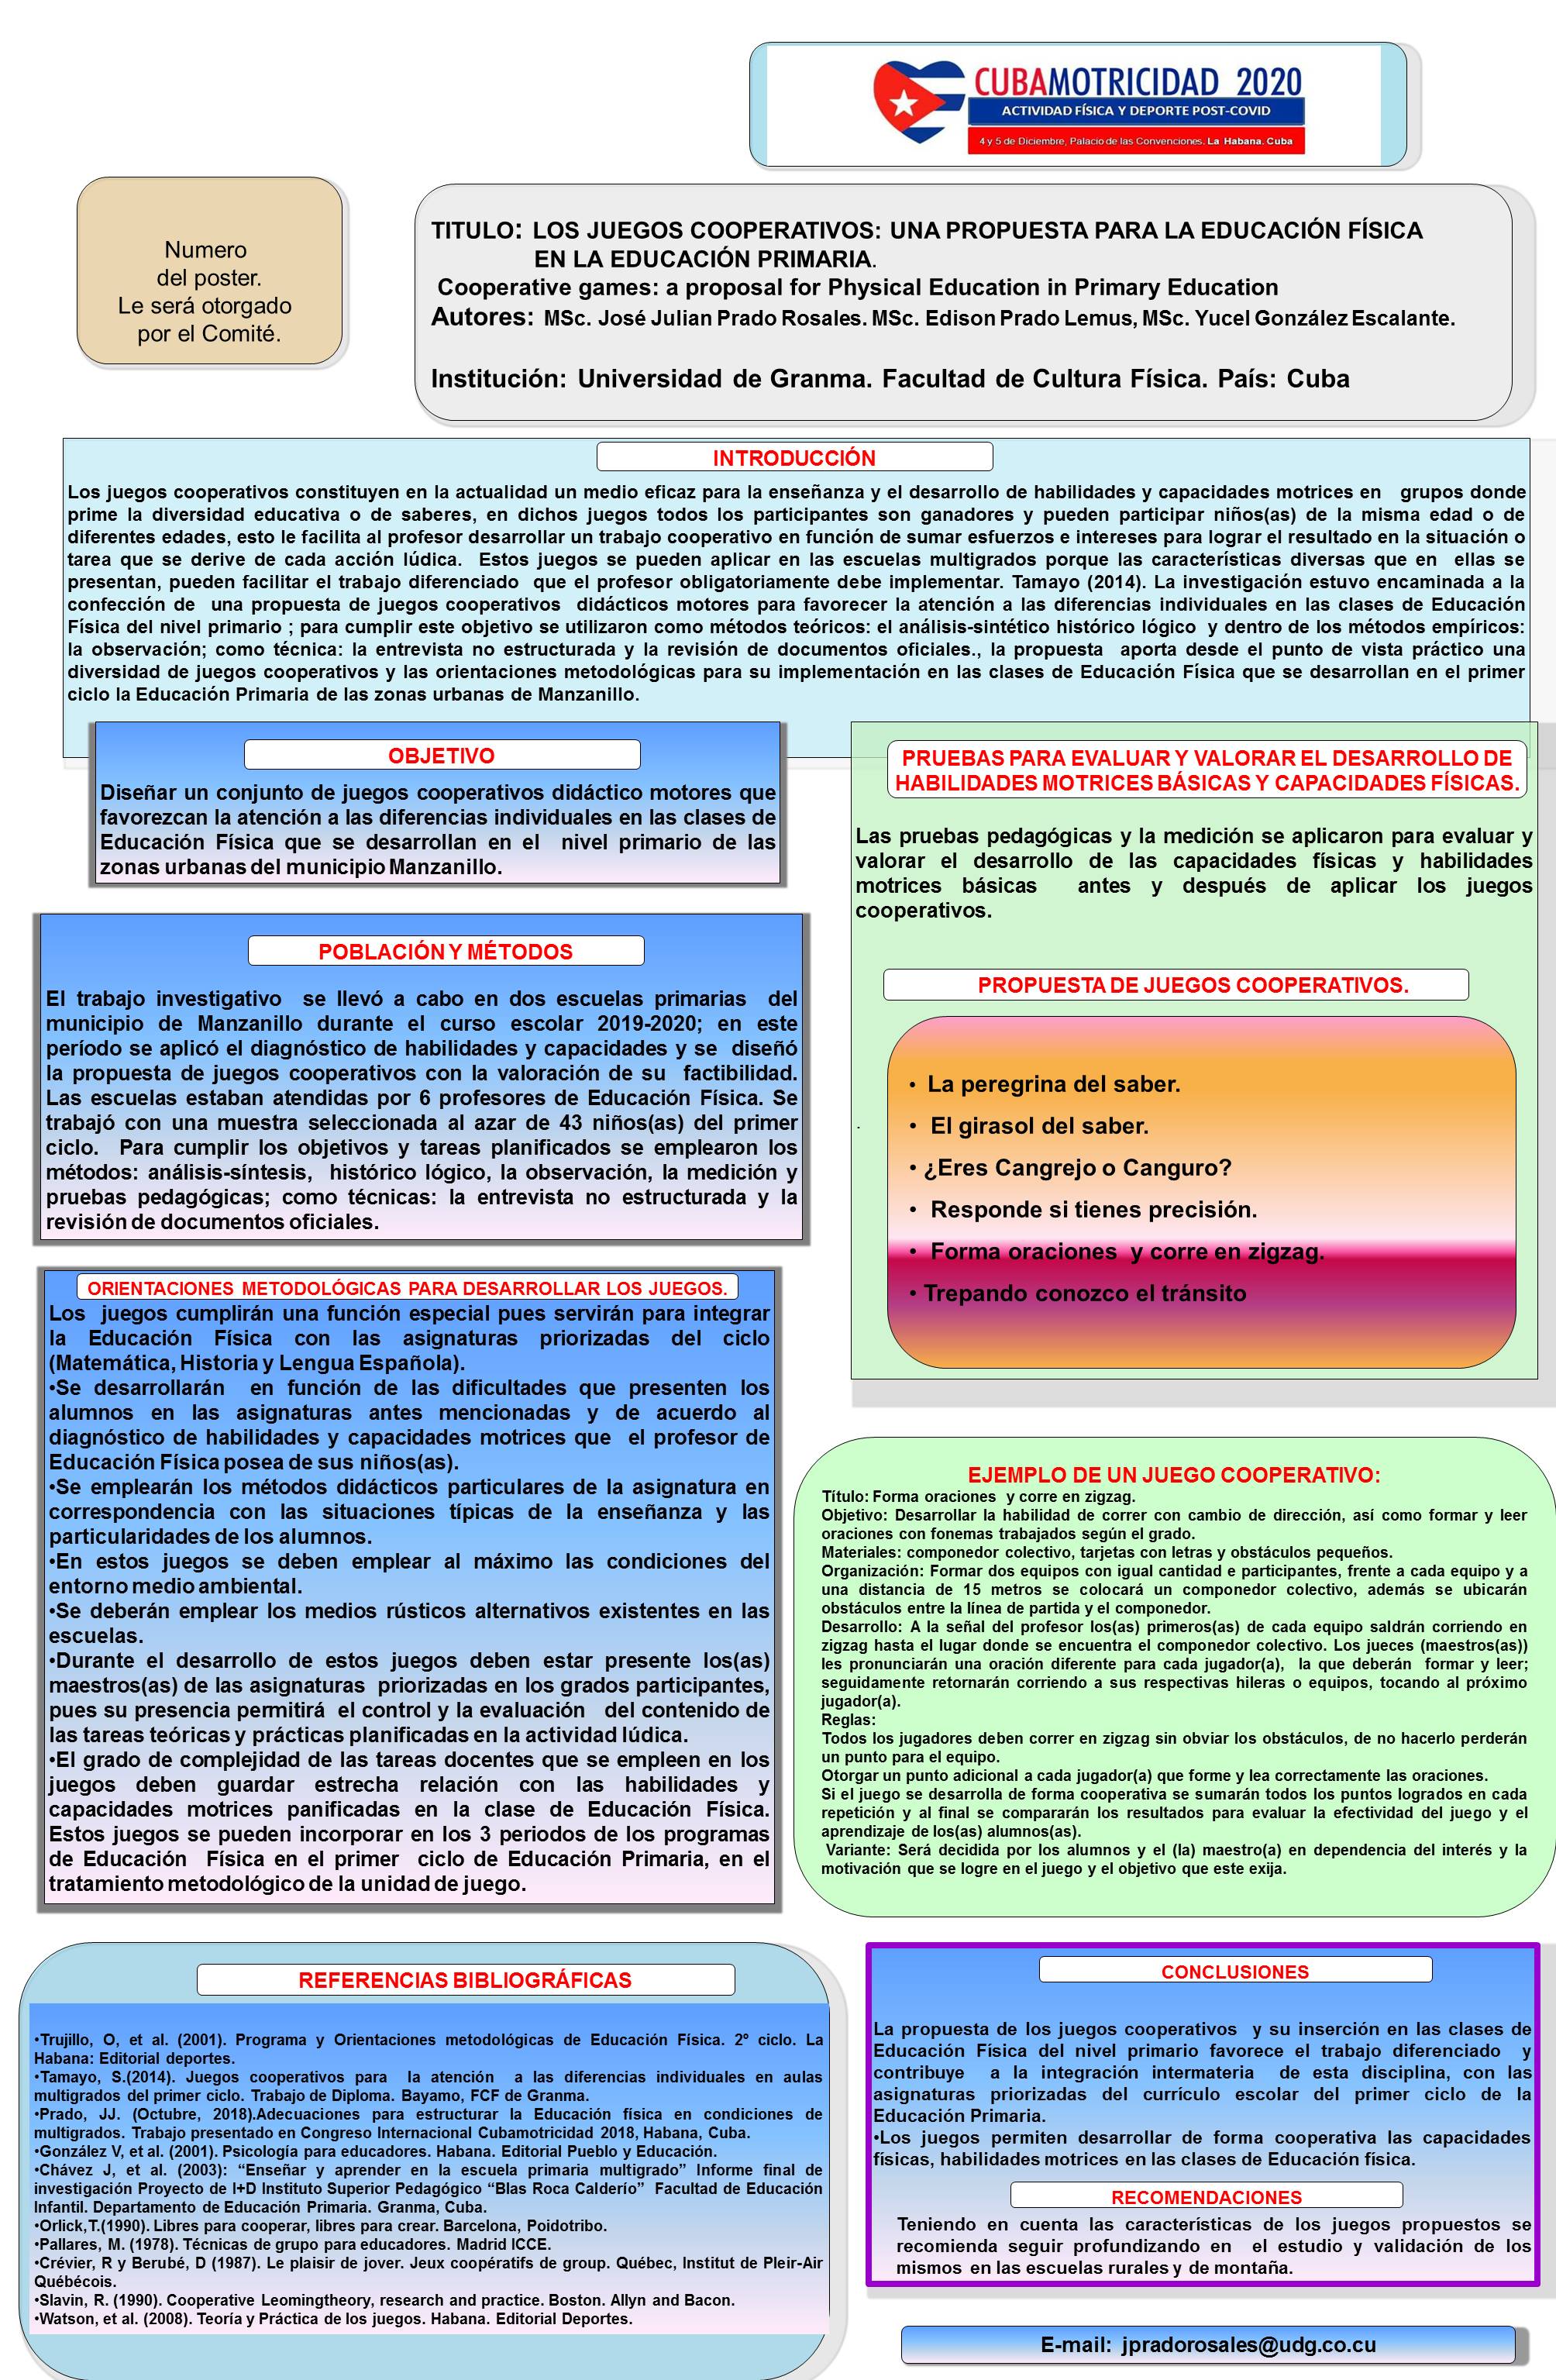 CUBAMOTRICIDAD 2020
ACTIVIDAD FÍSICA Y DEPORTE POST-COVID
4 y 5 de Diciembre, Palacio de las Convenciones. La Habana. Cuba
Numero
del poster.
Le será otorgado
por el Comité.
TITULO: LOS JUEGOS COOPERATIVOS: UNA PROPUESTA PARA LA EDUCACIÓN FÍSICA
EN LA EDUCACIÓN PRIMARIA.
Cooperative games: a proposal for Physical Education in Primary Education
Autores: MSc. José Julian Prado Rosales. MSc. Edison Prado Lemus, MSc. Yucel González Escalante.
Institución: Universidad de Granma. Facultad de Cultura Física. País: Cuba
INTRODUCCIÓN
Los juegos cooperativos constituyen en la actualidad un medio eficaz para la enseñanza y el desarrollo de habilidades y capacidades motrices en grupos donde
prime la diversidad educativa o de saberes, en dichos juegos todos los participantes son ganadores y pueden participar niños(as) de la misma edad o de
diferentes edades, esto le facilita al profesor desarrollar un trabajo cooperativo en función de sumar esfuerzos e intereses para lograr el resultado en la situación o
tarea que se derive de cada acción lúdica. Estos juegos se pueden aplicar en las escuelas multigrados porque las características diversas que en ellas se
presentan, pueden facilitar el trabajo diferenciado que el profesor obligatoriamente debe implementar. Tamayo (2014). La investigación estuvo encaminada a la
confección de una propuesta de juegos cooperativos didácticos motores para favorecer la atención a las diferencias individuales en las clases de Educación
Física del nivel primario ; para cumplir este objetivo se utilizaron como métodos teóricos: el análisis-sintético histórico lógico y dentro de los métodos empíricos:
la observación; como técnica: la entrevista no estructurada y la revisión de documentos oficiales., la propuesta aporta desde el punto de vista práctico una
diversidad de juegos cooperativos y las orientaciones metodológicas para su implementación en las clases de Educación Física que se desarrollan en el primer
ciclo la Educación Primaria de las zonas urbanas de Manzanillo.
OBJETIVO
Diseñar un conjunto de juegos cooperativos didáctico motores que
favorezcan la atención a las diferencias individuales en las clases de
Educación Física que se desarrollan en el nivel primario de las
zonas urbanas del municipio Manzanillo.
POBLACIÓN Y MÉTODOS
El trabajo investigativo se llevó a cabo en dos escuelas primarias del
municipio de Manzanillo durante el curso escolar 2019-2020; en este
período se aplicó el diagnóstico de habilidades y capacidades y se diseñó
la propuesta de juegos cooperativos con la valoración de su factibilidad.
Las escuelas estaban atendidas por 6 profesores de Educación Física. Se
trabajó con una muestra seleccionada al azar de 43 niños(as) del primer
ciclo. Para cumplir los objetivos y tareas planificados se emplearon los
métodos: análisis-síntesis, histórico lógico, la observación, la medición y
pruebas pedagógicas; como técnicas: la entrevista no estructurada y la
revisión de documentos oficiales.
ORIENTACIONES METODOLÓGICAS PARA DESARROLLAR LOS JUEGOS.
Los juegos cumplirán una función especial pues servirán para integrar
la Educación Física con las asignaturas priorizadas del ciclo
(Matemática, Historia y Lengua Española).
•Se desarrollarán en función de las dificultades que presenten los
alumnos en las asignaturas antes mencionadas y de acuerdo al
diagnóstico de habilidades y capacidades motrices que el profesor de
Educación Física posea de sus niños(as).
•Se emplearán los métodos didácticos particulares de la asignatura en
correspondencia con las situaciones típicas de la enseñanza y las
particularidades de los alumnos.
•En estos juegos se deben emplear al máximo las condiciones del
entorno medio ambiental.
•Se deberán emplear los medios rústicos alternativos existentes en las
escuelas.
•Durante el desarrollo de estos juegos deben estar presente los(as)
maestros(as) de las asignaturas priorizadas en los grados participantes,
pues su presencia permitirá el control y la evaluación del contenido de
las tareas teóricas y prácticas planificadas en la actividad lúdica.
•El grado de complejidad de las tareas docentes que se empleen en los
juegos deben guardar estrecha relación con las habilidades y
capacidades motrices panificadas en la clase de Educación Física.
Estos juegos se pueden incorporar en los 3 periodos de los programas
de Educación Física en el primer ciclo de Educación Primaria, en el
tratamiento metodológico de la unidad de juego.
PRUEBAS PARA EVALUAR Y VALORAR EL DESARROLLO DE
HABILIDADES MOTRICES BÁSICAS Y CAPACIDADES FÍSICAS.
Las pruebas pedagógicas y la medición se aplicaron para evaluar y
valorar el desarrollo de las capacidades físicas y habilidades
motrices básicas antes y después de aplicar los juegos
cooperativos.
PROPUESTA DE JUEGOS COOPERATIVOS.
• La peregrina del saber.
• El girasol del saber.
• ¿Eres Cangrejo o Canguro?
• Responde si tienes precisión.
• Forma oraciones y corre en zigzag.
• Trepando conozco el tránsito
EJEMPLO DE UN JUEGO COOPERATIVO:
Título: Forma oraciones y corre en zigzag.
Objetivo: Desarrollar la habilidad de correr con cambio de dirección, así como formar y leer
oraciones con fonemas trabajados según el grado.
Materiales: componedor colectivo, tarjetas con letras y obstáculos pequeños.
Organización: Formar dos equipos con igual cantidad e participantes, frente a cada equipo y a
una distancia de 15 metros se colocará un componedor colectivo, además se ubicarán
obstáculos entre la línea de partida y el componedor.
Desarrollo: A la señal del profesor los(as) primeros(as) de cada equipo saldrán corriendo en
zigzag hasta el lugar donde se encuentra el componedor colectivo. Los jueces (maestros(as))
les pronunciarán una oración diferente para cada jugador(a), la que deberán formar y leer;
seguidamente retornarán corriendo a sus respectivas hileras o equipos, tocando al próximo
jugador(a).
Reglas:
Todos los jugadores deben correr en zigzag sin obviar los obstáculos, de no hacerlo perderán
un punto para el equipo.
Otorgar un punto adicional a cada jugador(a) que forme y lea correctamente las oraciones.
Si el juego se desarrolla de forma cooperativa se sumarán todos los puntos logrados en cada
repetición y al final se compararán los resultados para evaluar la efectividad del juego y el
aprendizaje de los(as) alumnos(as).
Variante: Será decidida por los alumnos y el (la) maestro(a) en dependencia del interés y la
motivación que se logre en el juego y el objetivo que este exija.
REFERENCIAS BIBLIOGRÁFICAS
•Trujillo, O, et al. (2001). Programa y Orientaciones metodológicas de Educación Física. 2º ciclo. La
Habana: Editorial deportes.
•Tamayo, S.(2014). Juegos cooperativos para la atención a las diferencias individuales en aulas
multigrados del primer ciclo. Trabajo de Diploma. Bayamo, FCF de Granma.
•Prado, JJ. (Octubre, 2018).Adecuaciones para estructurar la Educación física en condiciones de
multigrados. Trabajo presentado en Congreso Internacional Cubamotricidad 2018, Habana, Cuba.
•González V, et al. (2001). Psicología para educadores. Habana. Editorial Pueblo y Educación.
•Chávez J, et al. (2003): “Enseñar y aprender en la escuela primaria multigrado” Informe final de
investigación Proyecto de I+D Instituto Superior Pedagógico “Blas Roca Calderío” Facultad de Educación
Infantil. Departamento de Educación Primaria. Granma, Cuba.
•Orlick,T.(1990). Libres para cooperar, libres para crear. Barcelona, Poidotribo.
•Pallares, M. (1978). Técnicas de grupo para educadores. Madrid ICCE.
•Crévier, R y Berubé, D (1987). Le plaisir de jover. Jeux coopératifs de group. Québec, Institut de Pleir-Air
Québécois.
•Slavin, R. (1990). Cooperative Leomingtheory, research and practice. Boston. Allyn and Bacon.
•Watson, et al. (2008). Teoría y Práctica de los juegos. Habana. Editorial Deportes.
CONCLUSIONES
La propuesta de los juegos cooperativos y su inserción en las clases de
Educación Física del nivel primario favorece el trabajo diferenciado y
contribuye a la integración intermateria de esta disciplina, con las
asignaturas priorizadas del currículo escolar del primer ciclo de la
Educación Primaria.
•Los juegos permiten desarrollar de forma cooperativa las capacidades
físicas, habilidades motrices en las clases de Educación física.
RECOMENDACIONES
Teniendo en cuenta las características de los juegos propuestos se
recomienda seguir profundizando en el estudio y validación de los
mismos en las escuelas rurales y de montaña.
E-mail: jpradorosales@udg.co.cu